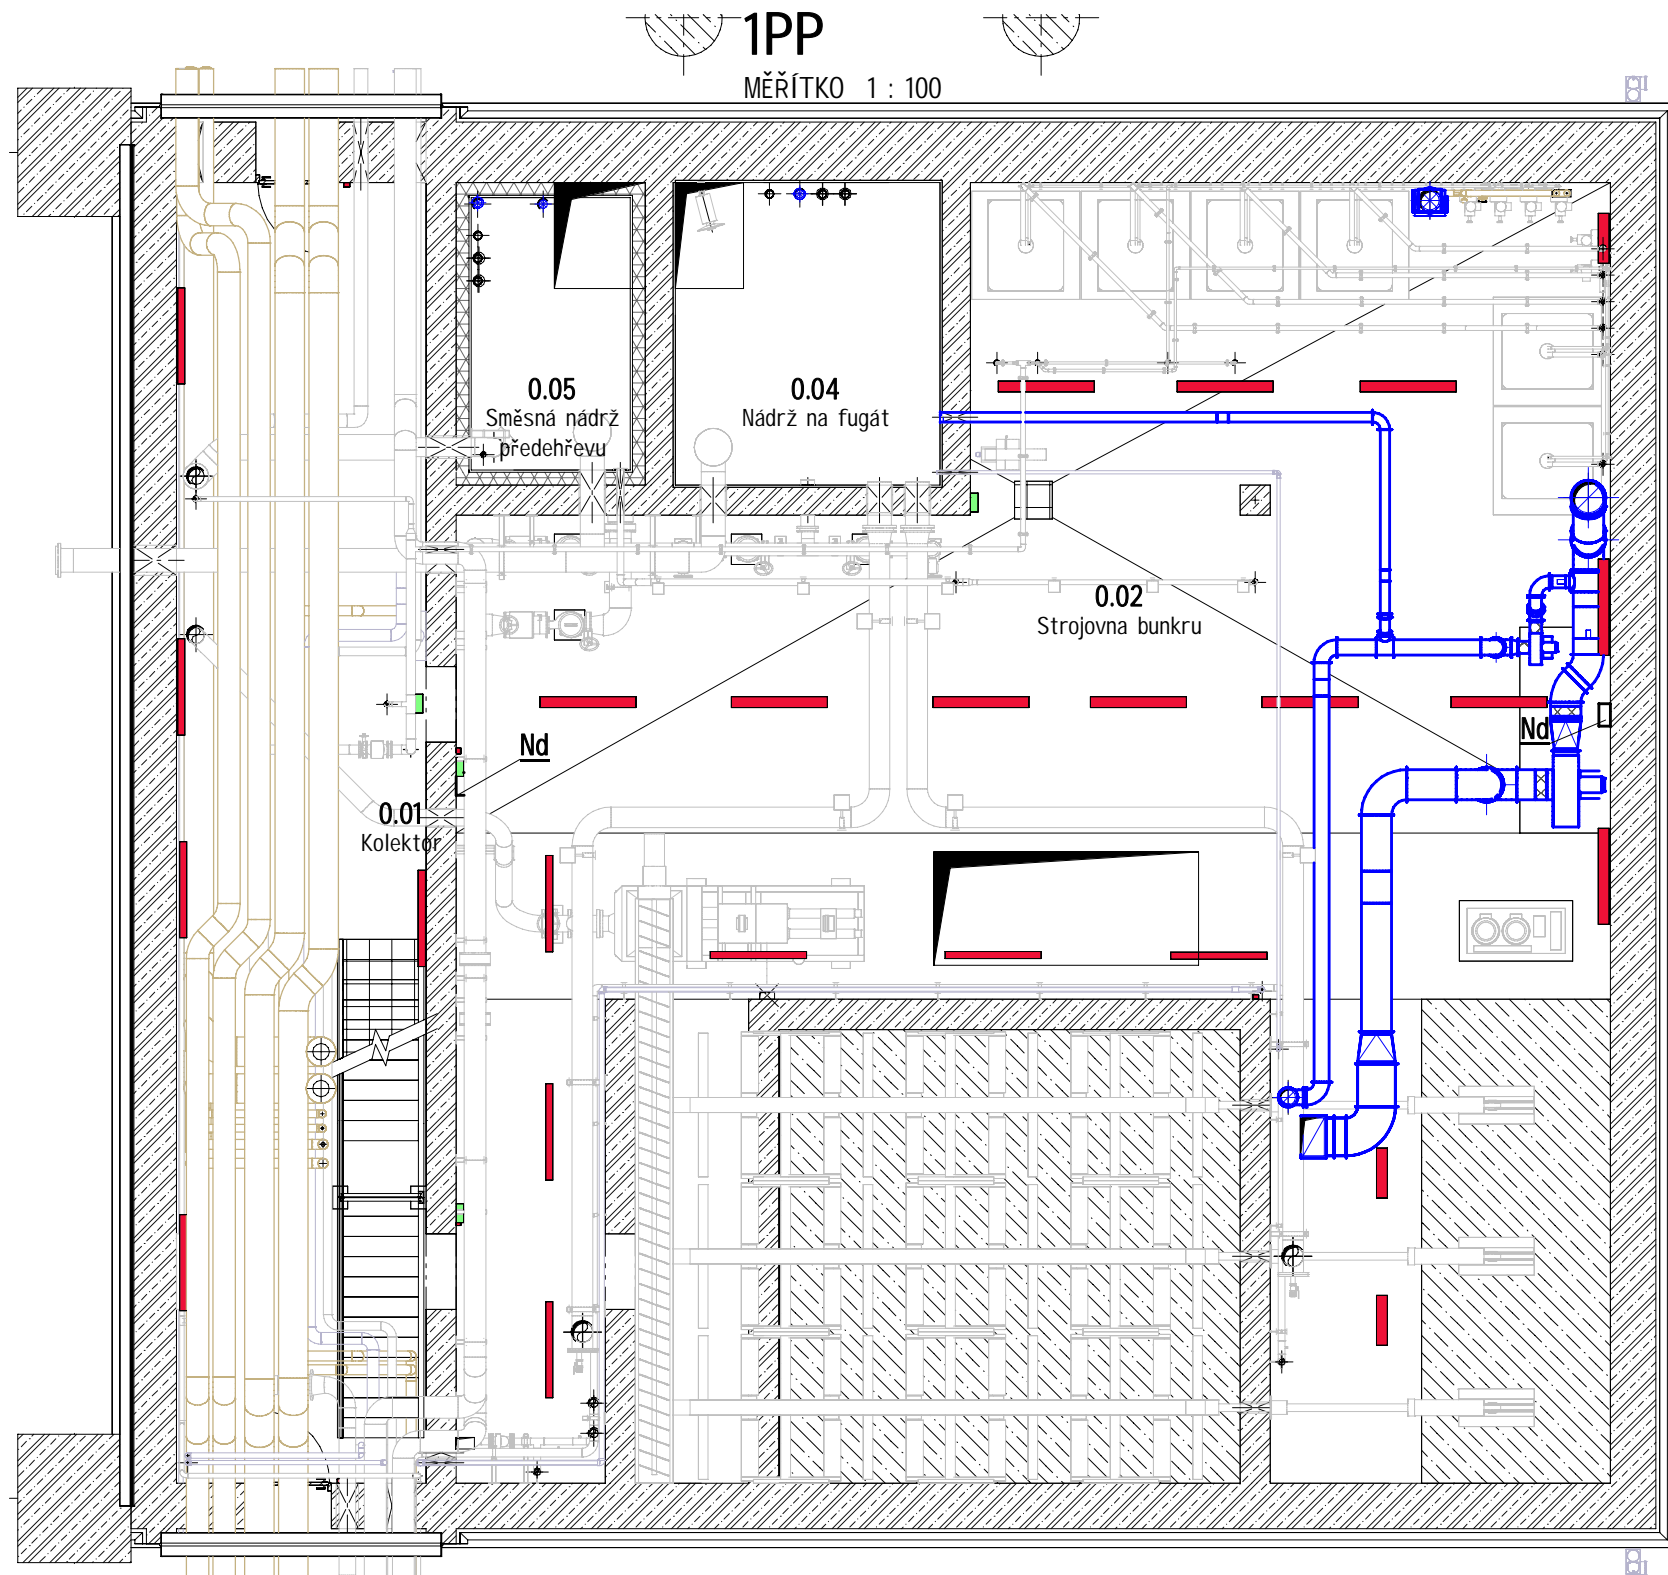 1PP
MĚŘÍTKO 1 : 100
0.05
Směsná nádrž
předehřevu
0.04
Nádrž na fugát
0.02
Strojovna bunkru
Nd
Nd
0.01
Kolektor